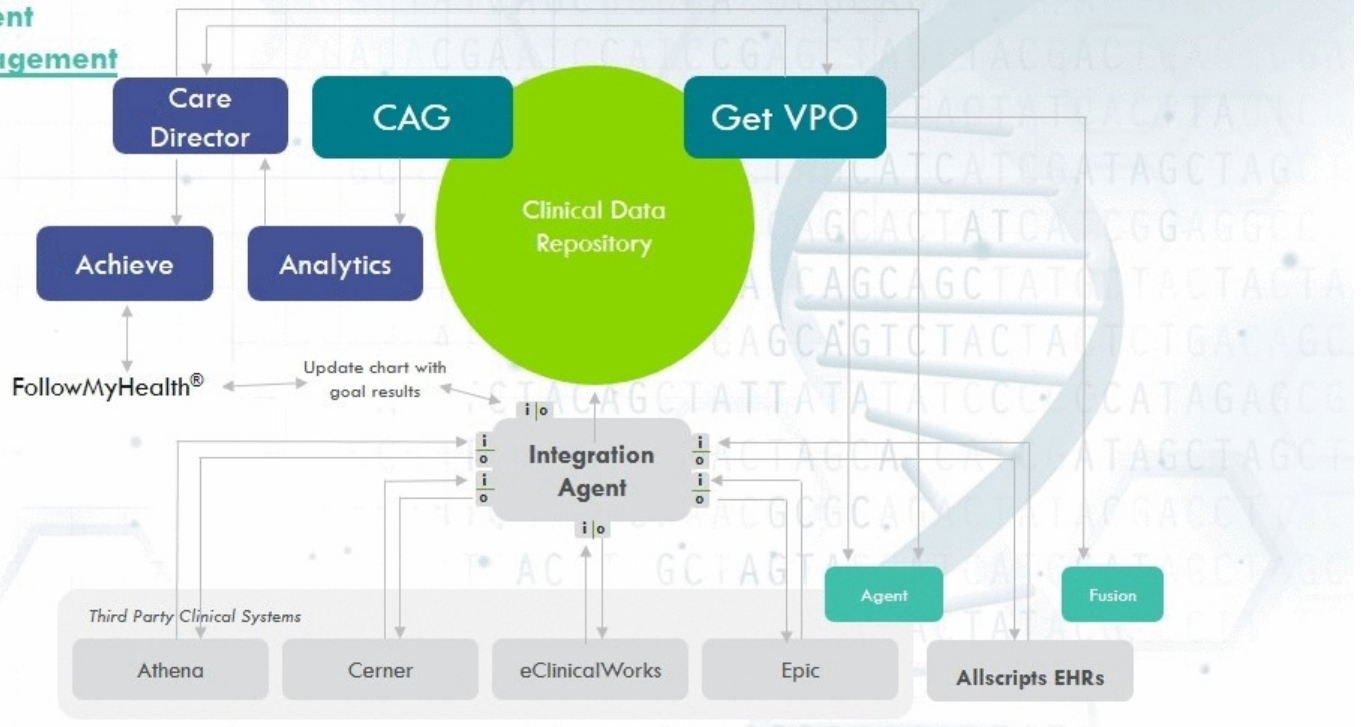 ent
agement
Care
Director
CAG
Get VPO
Clinical Data
Repository
Achieve
Analytics
FollowMyHealth®
Update chart with
goal results
i|o
Integration
Agent
i
o
i
o
i
o
i
o
i|o
Agent
Fusion
Third Party Clinical Systems
Athena
Cerner
eClinicalWorks
Epic
Allscripts EHRs